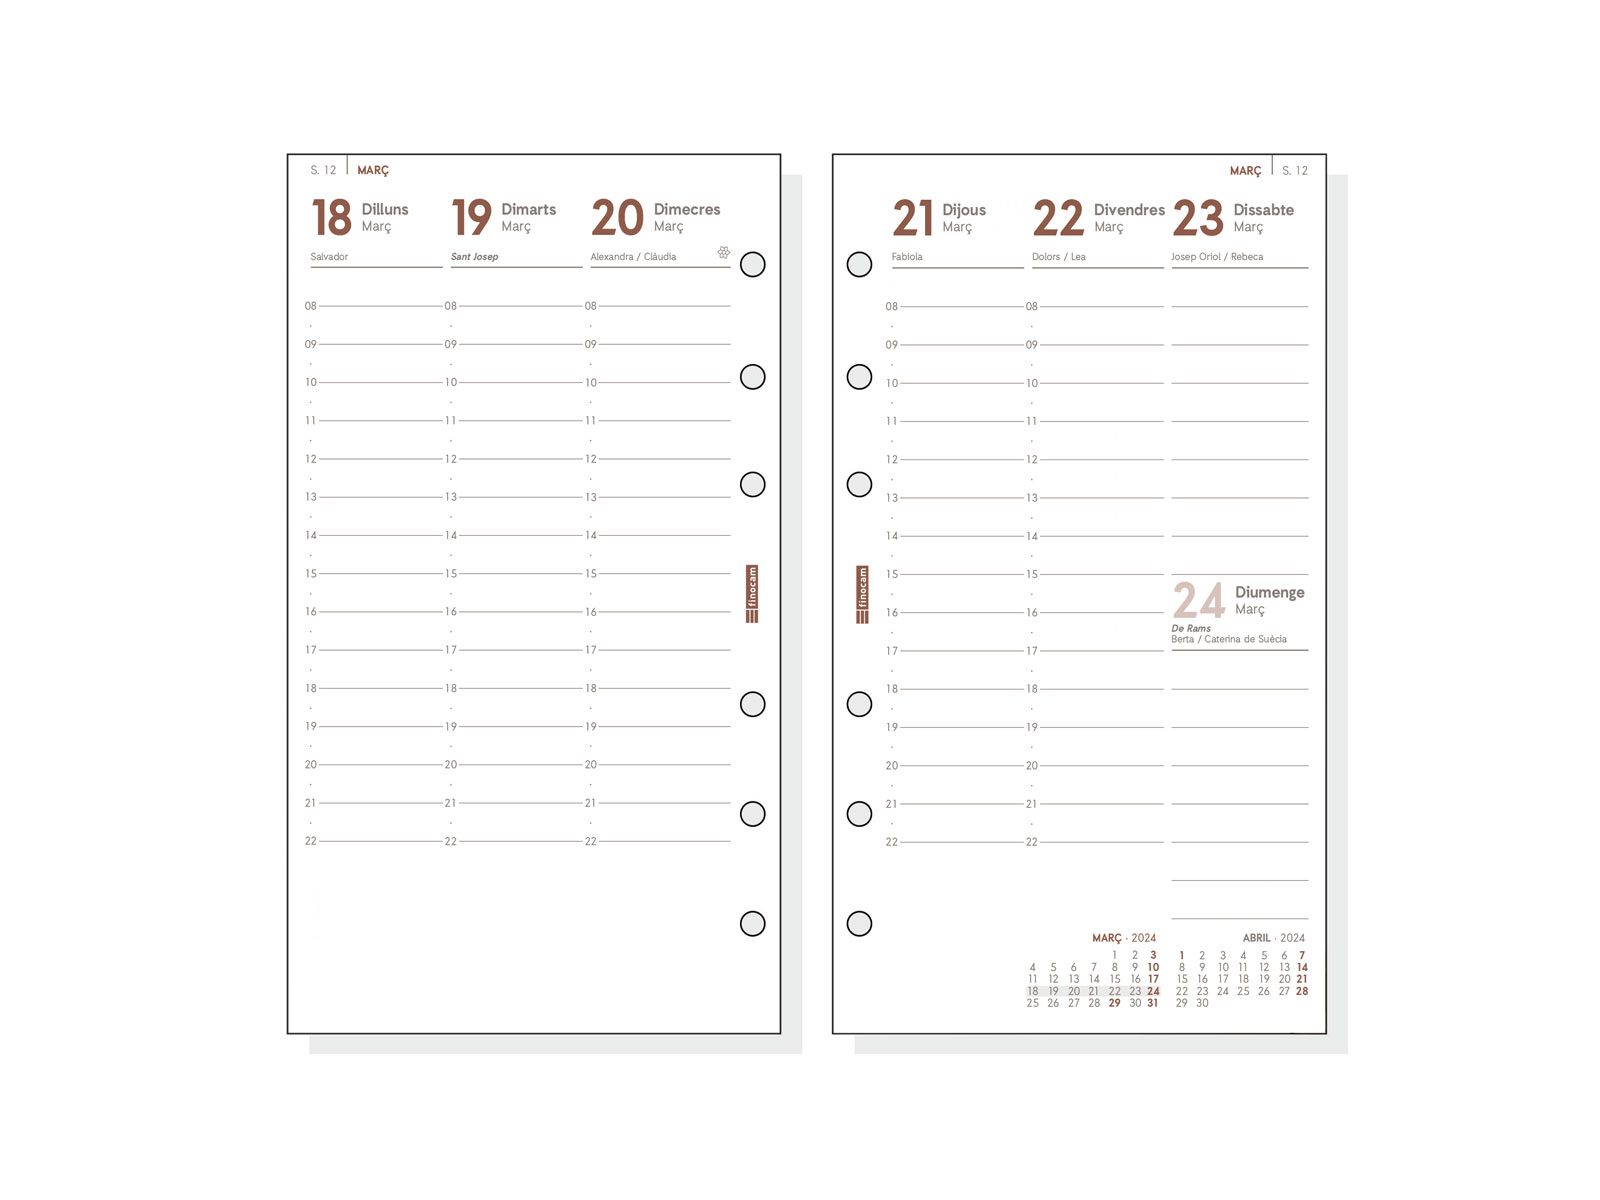 S. 12 MARÇ
18 Dilluns Març
19 Dimarts Març
20 Dimecres Març
Salvador
Sant Josep
Alexandra / Clàudia
08 08 08
09 09 09
10 10 10
11 11 11
12 12 12
13 13 13
14 14 14
15 15 15
16 16 16
17 17 17
18 18 18
19 19 19
20 20 20
21 21 21
22 22 22
finocam
MARÇ S. 12
21 Dijous Març
22 Divendres Març
23 Dissabte Març
Fabiola
Dolors / Lea
Josep Oriol / Rebeca
08 08
09 09
10 10
11 11
12 12
13 13
14 14
15 15
16 16
17 17
18 18
19 19
20 20
21 21
22 22
finocam
24 Diumenge Març
De Rams
Berta / Caterina de Suècia
MARÇ · 2024
1 2 3
4 5 6 7 8 9 10
11 12 13 14 15 16 17
18 19 20 21 22 23 24
25 26 27 28 29 30 31
ABRIL · 2024
1 2 3 4 5 6 7
8 9 10 11 12 13 14
15 16 17 18 19 20 21
22 23 24 25 26 27 28
29 30